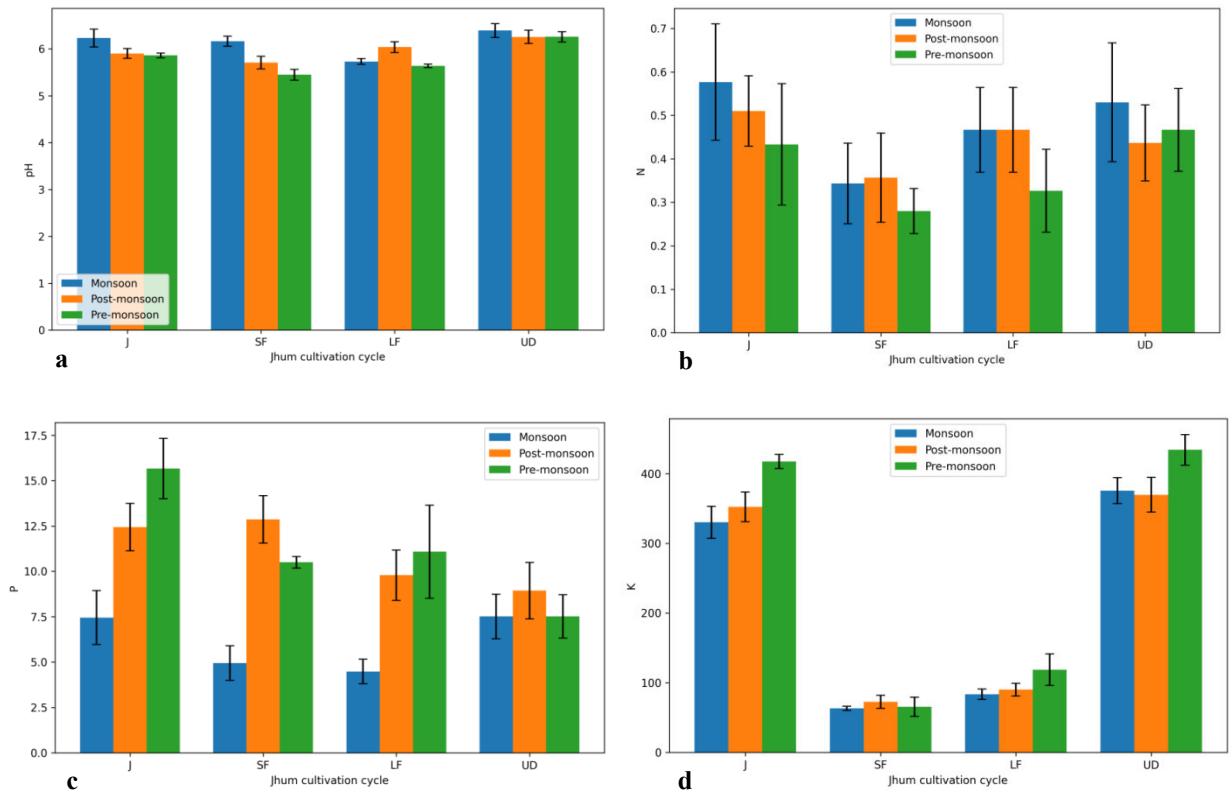 pH
6
5
4
3
2
1
0
Monsoon
Post-monsoon
Pre-monsoon
J SF LF UD
Jhum cultivation cycle
a
N
0.7
0.6
0.5
0.4
0.3
0.2
0.1
0.0
Monsoon
Post-monsoon
Pre-monsoon
J SF LF UD
Jhum cultivation cycle
b
P
17.5
15.0
12.5
10.0
7.5
5.0
2.5
0.0
Monsoon
Post-monsoon
Pre-monsoon
J SF LF UD
Jhum cultivation cycle
c
K
400
300
200
100
0
Monsoon
Post-monsoon
Pre-monsoon
J SF LF UD
Jhum cultivation cycle
d